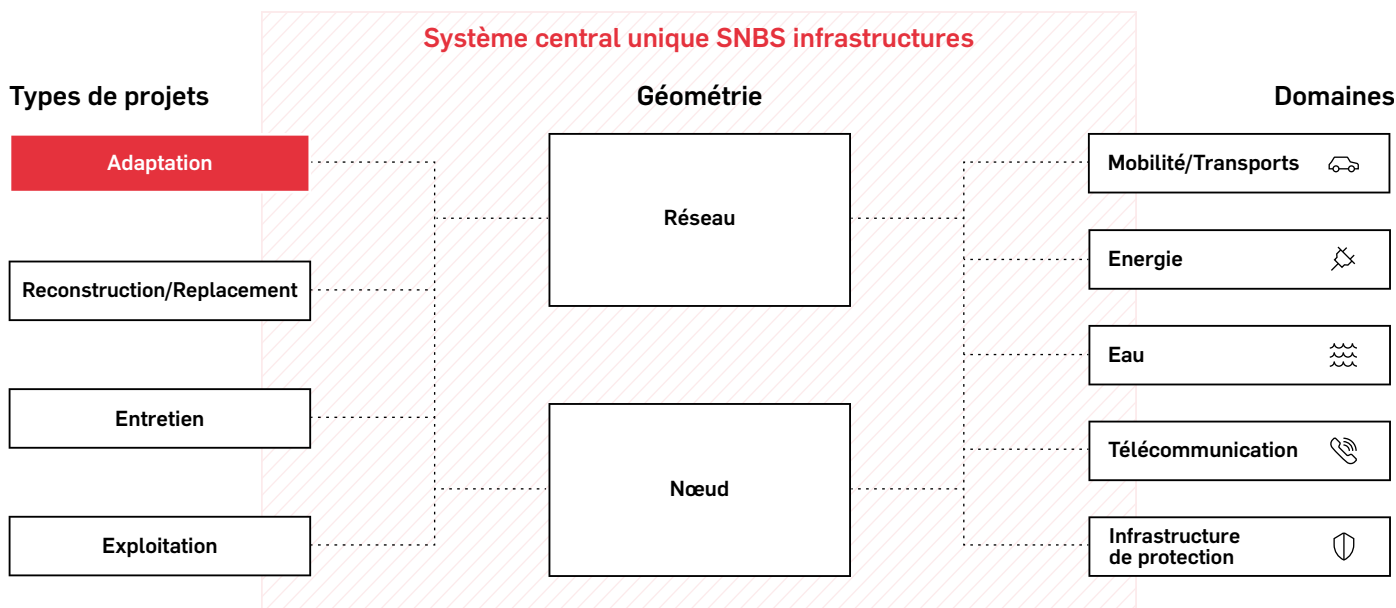 Système central unique SNBS infrastructures
Types de projets
Géométrie
Domaines
Adaptation
Reconstruction/Replacement
Entretien
Exploitation
Réseau
Nœud
Mobilité/Transports
Energie
Eau
Télécommunication
Infrastructure
de protection